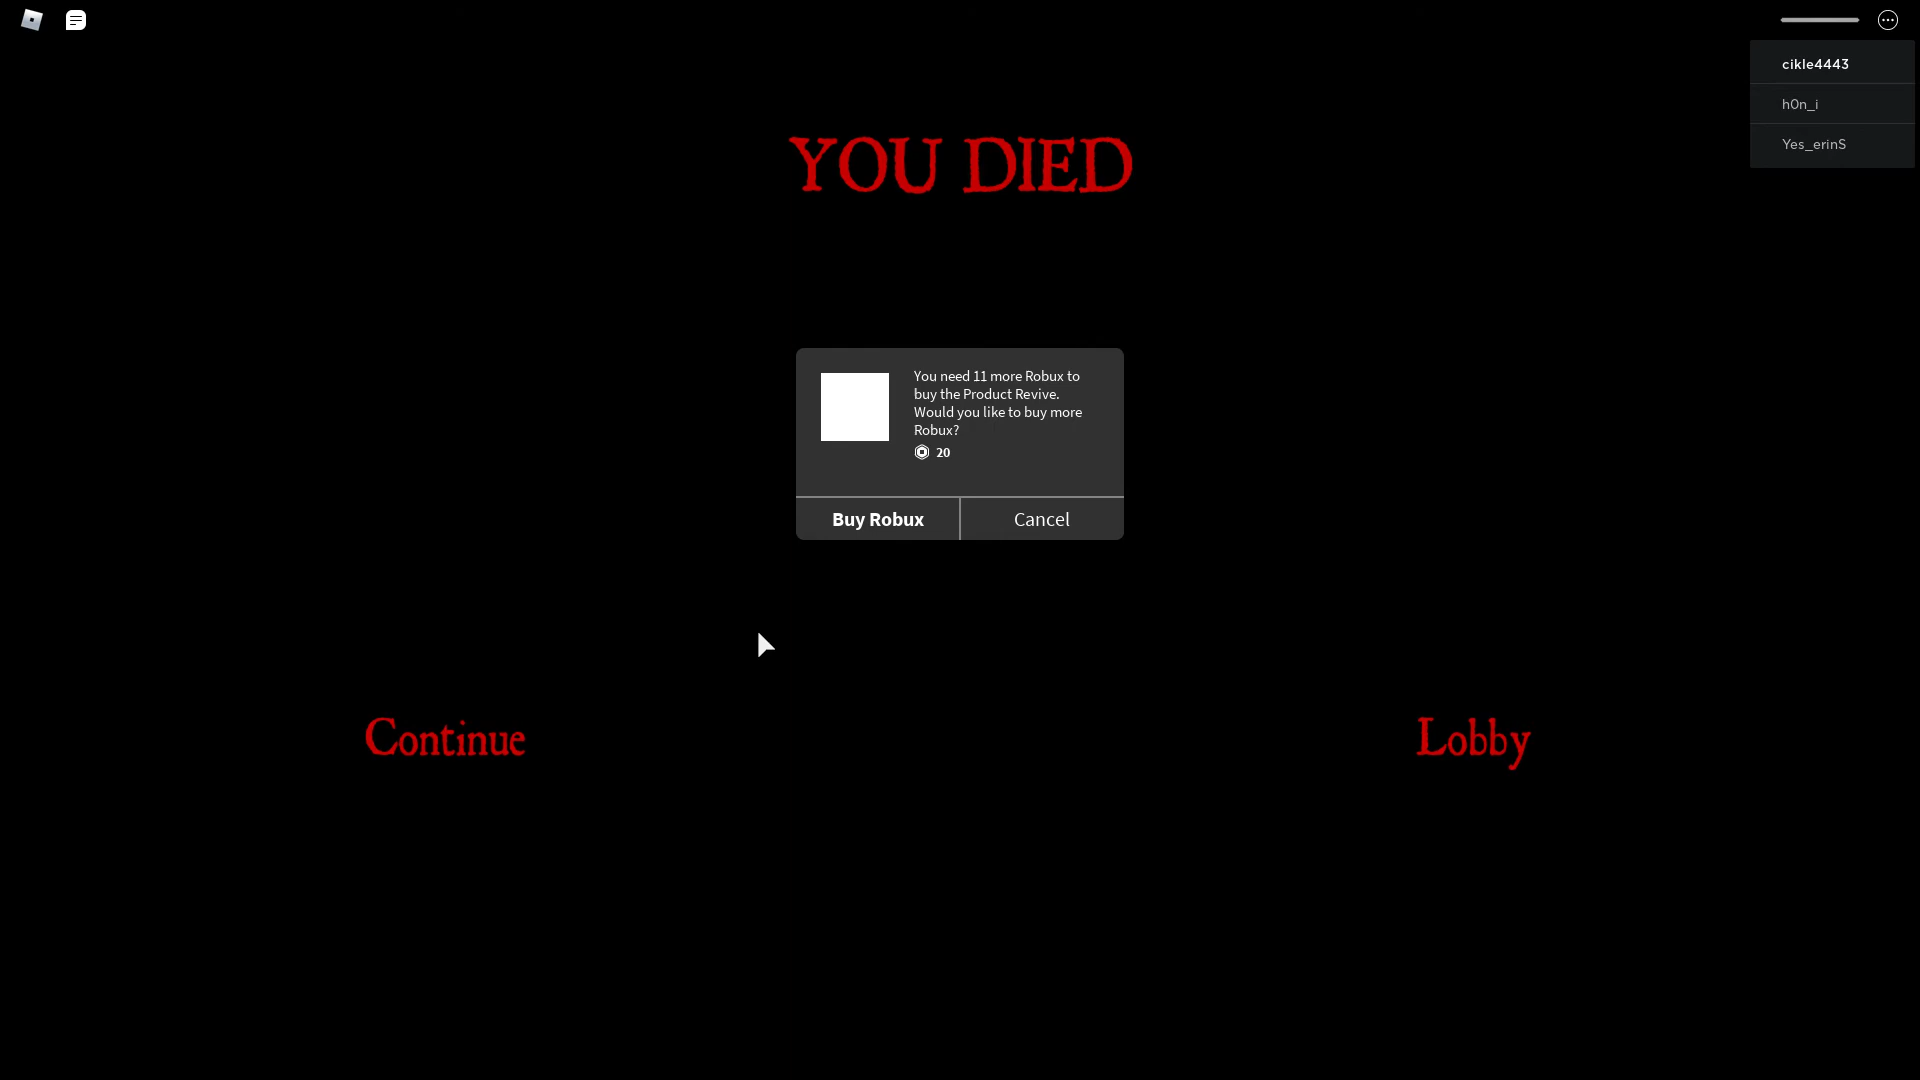 cikle4443
h0n_i
Yes_erinS
YOU DIED
You need 11 more Robux to
buy the Product Revive.
Would you like to buy more
Robux?
20
Buy Robux
Cancel
Continue
Lobby